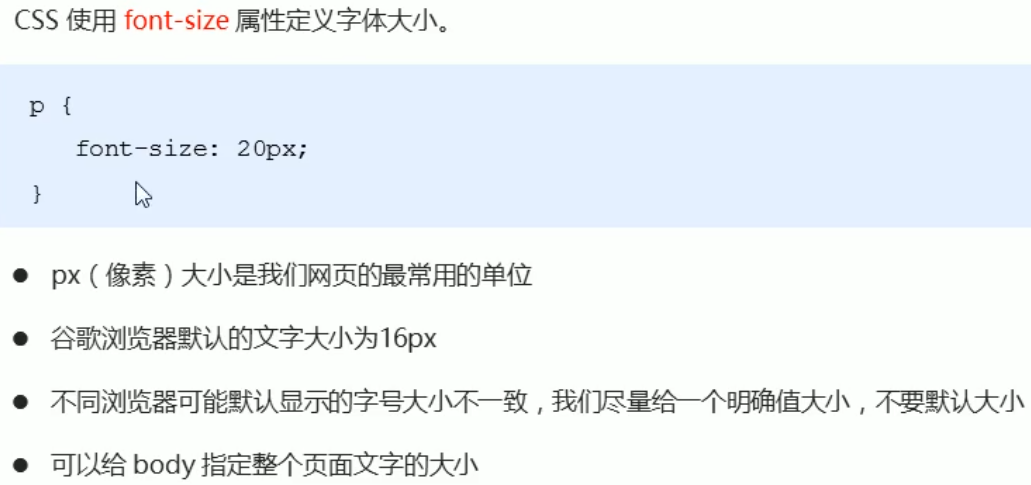 CSS 使用 font-size 属性定义字体大小。
p {
font-size: 20px;
}
● px（像素）大小是我们网页的最常用的单位
● 谷歌浏览器默认的文字大小为16px
● 不同浏览器可能默认显示的字号大小不一致，我们尽量给一个明确值大小，不要默认大小
● 可以给 body 指定整个页面文字的大小